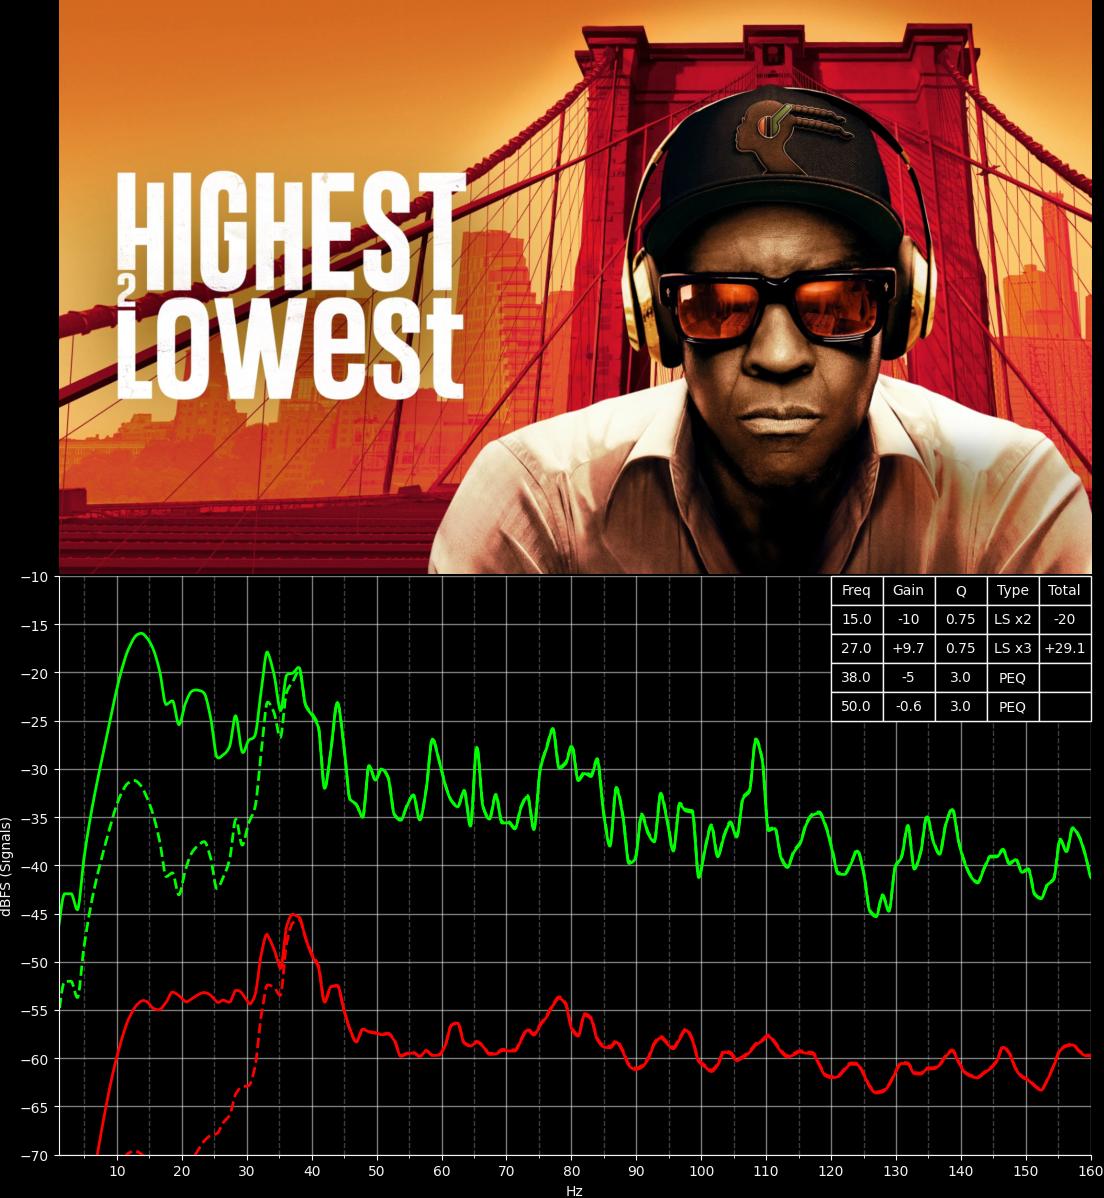 HIGHEST
2
LOWEST
-10
-15
-20
-25
-30
-35
-40
-45
-50
-55
-60
-65
-70
dBFS (Signals)
Freq Gain Q Type Total
15.0 -10 0.75 LS x2 -20
27.0 +9.7 0.75 LS x3 +29.1
38.0 -5 3.0 PEQ
50.0 -0.6 3.0 PEQ
10 20 30 40 50 60 70 80 90 100 110 120 130 140 150 160
Hz